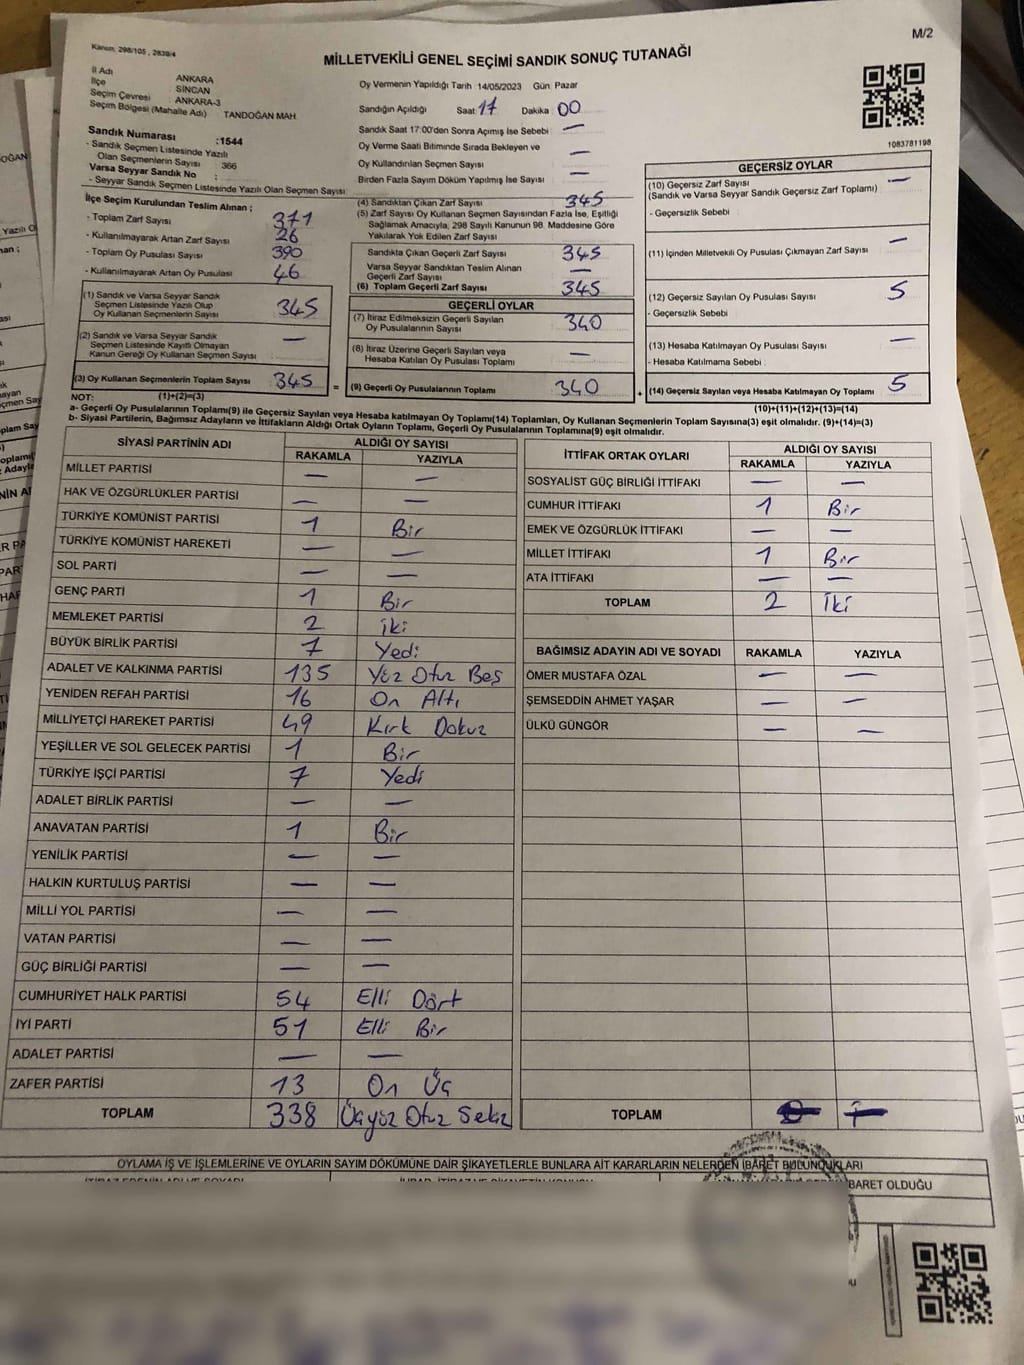 M/2
Kanun, 298/105 , 2839/4
MİLLETVEKİLİ GENEL SEÇİMİ SANDIK SONUÇ TUTANAĞI
İl Adı : ANKARA
İlçe : SİNCAN
Seçim Çevresi : ANKARA-3
Seçim Bölgesi (Mahalle Adı) : TANDOĞAN MAH
Oy Vermenin Yapıldığı Tarih 14/05/2023 Gün: Pazar
Sandığın Açıldığı Saat: 17 Dakika : 00
Sandık Saat 17:00'den Sonra Açımış İse Sebebi : —
Oy Verme Saati Bitiminde Sırada Bekleyen ve
Oy Kullandırılan Seçmen Sayısı : —
Birden Fazla Sayım Döküm Yapılmış İse Sayısı : —
1083781198
Sandık Numarası :1544
- Sandık Seçmen Listesinde Yazılı
Olan Seçmenlerin Sayısı : 366
Varsa Seyyar Sandık No :
- Seyyar Sandık Seçmen Listesinde Yazılı Olan Seçmen Sayısı:
İlçe Seçim Kurulundan Teslim Alınan ;
- Toplam Zarf Sayısı : 371
- Kullanılmayarak Artan Zarf Sayısı : 26
- Toplam Oy Pusulası Sayısı : 390
- Kullanılmayarak Artan Oy Pusulası : 46
(1) Sandık ve Varsa Seyyar Sandık
Seçmen Listesinde Yazılı Olup
Oy Kullanan Seçmenlerin Sayısı : 345
(2) Sandık ve Varsa Seyyar Sandık
Seçmen Listesinde Kayıtlı Olmayan
Kanun Gereği Oy Kullanan Seçmen Sayısı : —
(3) Oy Kullanan Seçmenlerin Toplam Sayısı : 345 =
(4) Sandıktan Çıkan Zarf Sayısı : 345
(5) Zarf Sayısı Oy Kullanan Seçmen Sayısından Fazla İse, Eşitliği
Sağlamak Amacıyla, 298 Sayılı Kanunun 98. Maddesine Göre
Yakılarak Yok Edilen Zarf Sayısı :
Sandıkta Çıkan Geçerli Zarf Sayısı : 345
Varsa Seyyar Sandıktan Teslim Alınan
Geçerli Zarf Sayısı : —
(6) Toplam Geçerli Zarf Sayısı : 345
GEÇERLİ OYLAR
(7) İtiraz Edilmeksizin Geçerli Sayılan
Oy Pusulalarının Sayısı : 340
(8) İtiraz Üzerine Geçerli Sayılan veya
Hesaba Katılan Oy Pusulası Toplamı : —
(9) Geçerli Oy Pusulalarının Toplamı : 340 +
GEÇERSİZ OYLAR
(10) Geçersiz Zarf Sayısı : —
(Sandık ve Varsa Seyyar Sandık Geçersiz Zarf Toplamı)
- Geçersizlik Sebebi :
(11) İçinden Milletvekili Oy Pusulası Çıkmayan Zarf Sayısı : —
(12) Geçersiz Sayılan Oy Pusulası Sayısı : 5
- Geçersizlik Sebebi :
(13) Hesaba Katılmayan Oy Pusulası Sayısı : —
- Hesaba Katılmama Sebebi :
(14) Geçersiz Sayılan veya Hesaba Katılmayan Oy Toplamı : 5
NOT: (1)+(2)=(3) (10)+(11)+(12)+(13)=(14)
a- Geçerli Oy Pusulalarının Toplamı(9) ile Geçersiz Sayılan veya Hesaba katılmayan Oy Toplamı(14) Toplamları, Oy Kullanan Seçmenlerin Toplam Sayısına(3) eşit olmalıdır. (9)+(14)=(3)
b- Siyasi Partilerin, Bağımsız Adayların ve İttifakların Aldığı Ortak Oyların Toplamı, Geçerli Oy Pusulalarının Toplamına(9) eşit olmalıdır.
SİYASİ PARTİNİN ADI ALDIĞI OY SAYISI
RAKAMLA YAZIYLA
MİLLET PARTİSİ — —
HAK VE ÖZGÜRLÜKLER PARTİSİ — —
TÜRKİYE KOMÜNİST PARTİSİ 1 Bir
TÜRKİYE KOMÜNİST HAREKETİ — —
SOL PARTİ — —
GENÇ PARTİ 1 Bir
MEMLEKET PARTİSİ 2 İki
BÜYÜK BİRLİK PARTİSİ 7 Yedi
ADALET VE KALKINMA PARTİSİ 135 Yüz Otuz Beş
YENİDEN REFAH PARTİSİ 16 On Altı
MİLLİYETÇİ HAREKET PARTİSİ 49 Kırk Dokuz
YEŞİLLER VE SOL GELECEK PARTİSİ 1 Bir
TÜRKİYE İŞÇİ PARTİSİ 7 Yedi
ADALET BİRLİK PARTİSİ — —
ANAVATAN PARTİSİ 1 Bir
YENİLİK PARTİSİ — —
HALKIN KURTULUŞ PARTİSİ — —
MİLLİ YOL PARTİSİ — —
VATAN PARTİSİ — —
GÜÇ BİRLİĞİ PARTİSİ — —
CUMHURİYET HALK PARTİSİ 54 Elli Dört
İYİ PARTİ 51 Elli Bir
ADALET PARTİSİ — —
ZAFER PARTİSİ 13 On Üç
TOPLAM 338 Üçyüz Otuz Sekiz
İTTİFAK ORTAK OYLARI ALDIĞI OY SAYISI
RAKAMLA YAZIYLA
SOSYALİST GÜÇ BİRLİĞİ İTTİFAKI — —
CUMHUR İTTİFAKI 1 Bir
EMEK VE ÖZGÜRLÜK İTTİFAKI — —
MİLLET İTTİFAKI 1 Bir
ATA İTTİFAKI — —
TOPLAM 2 İki
BAĞIMSIZ ADAYIN ADI VE SOYADI RAKAMLA YAZIYLA
ÖMER MUSTAFA ÖZAL — —
ŞEMSEDDİN AHMET YAŞAR — —
ÜLKÜ GÜNGÖR — —
TOPLAM
OYLAMA İŞ VE İŞLEMLERİNE VE OYLARIN SAYIM DÖKÜMÜNE DAİR ŞİKAYETLERLE BUNLARA AİT KARARLARIN NELERDEN İBARET BULUNDUKLARI
BARET OLDUĞU